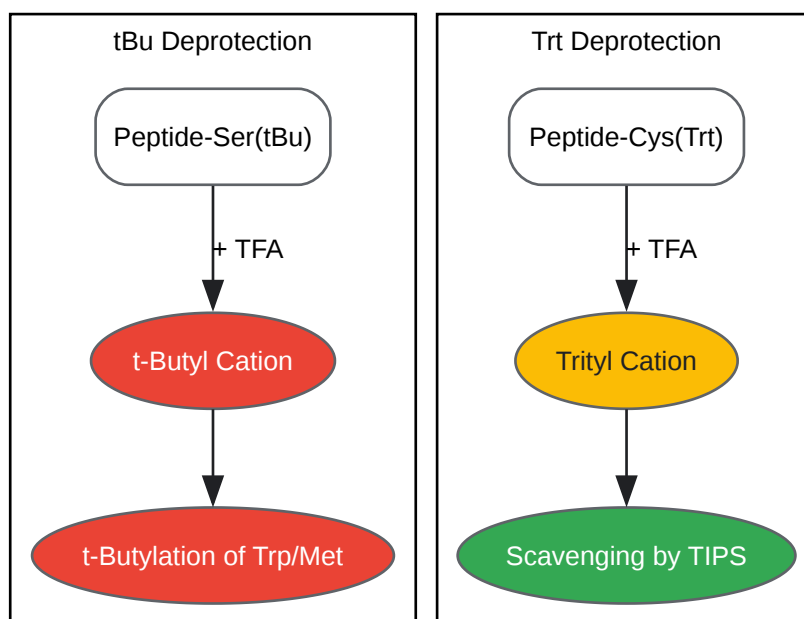 tBu Deprotection
Peptide-Ser(tBu)
+ TFA
t-Butyl Cation
t-Butylation of Trp/Met
Trt Deprotection
Peptide-Cys(Trt)
+ TFA
Trityl Cation
Scavenging by TIPS